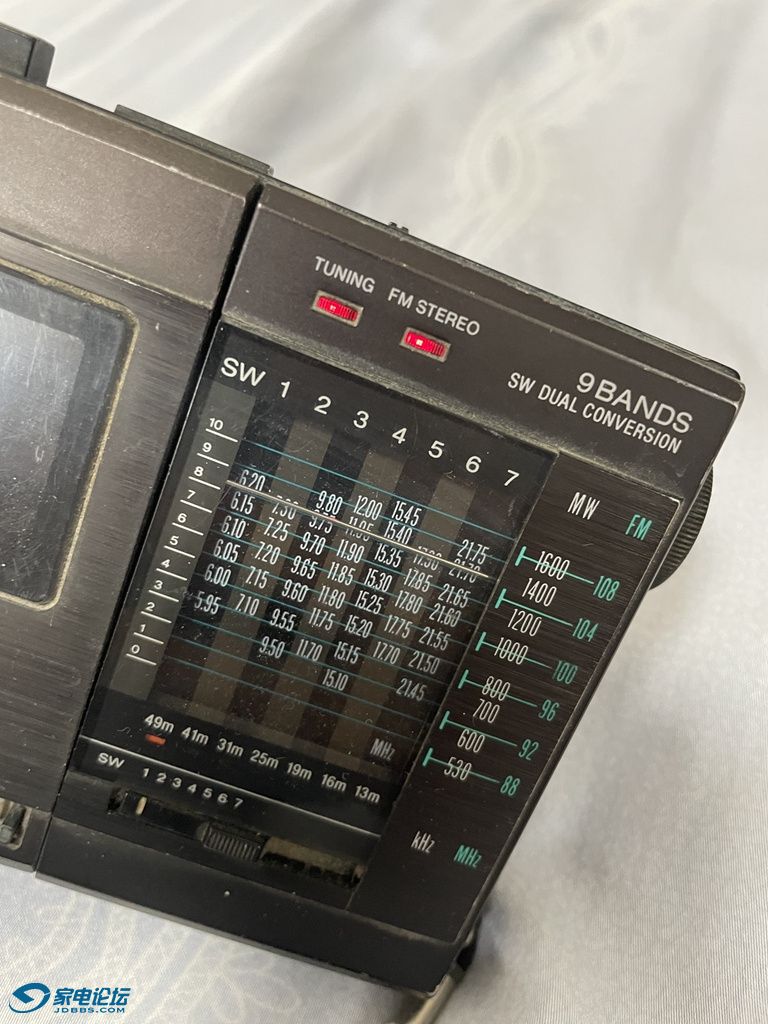 TUNING
FM STEREO
9 BANDS
SW DUAL CONVERSION
SW 1 2 3 4 5 6 7
MW FM
10
9
8
7
6
5
4
3
2
1
0
6.20 9.80 12.00 15.45
6.15 15.40 21.75
6.10 7.25 9.70 11.90 15.35 21.70
6.05 7.20 9.65 11.85 15.30 17.85 21.65
6.00 7.15 9.60 11.80 15.25 17.80 21.60
5.95 7.10 9.55 11.75 15.20 17.75 21.55
9.50 11.70 15.15 17.70 21.50
15.10 21.45
MHz
1600 108
1400
1200 104
1000 100
800 96
700
600 92
530 88
kHz MHz
49m 41m 31m 25m 19m 16m 13m
SW 1 2 3 4 5 6 7
家电论坛
JDBBS.COM